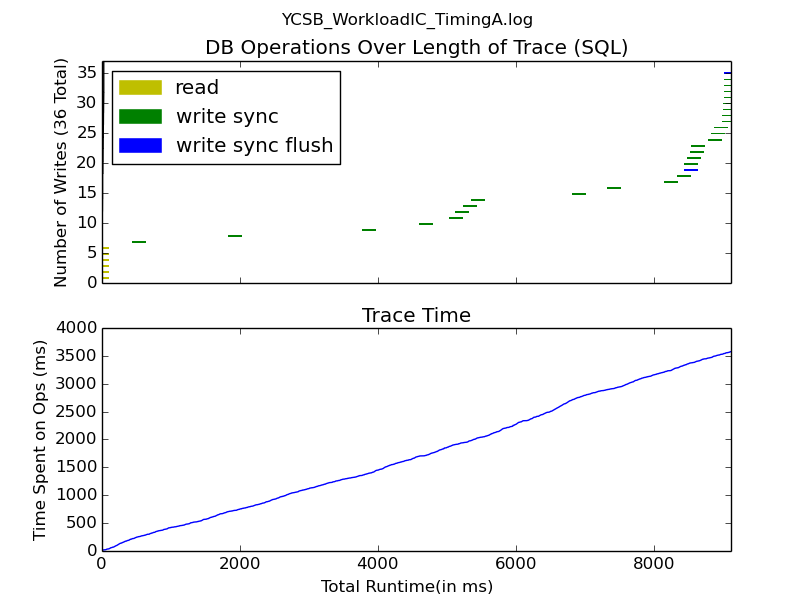 YCSB_WorkloadC_TimingA.log
DB Operations Over Length of Trace (SQL)
Number of Writes (36 Total)
35
30
25
20
15
10
5
0
read
write sync
write sync flush
Trace Time
Time Spent on Ops (ms)
4000
3500
3000
2500
2000
1500
1000
500
0
0 2000 4000 6000 8000
Total Runtime(in ms)